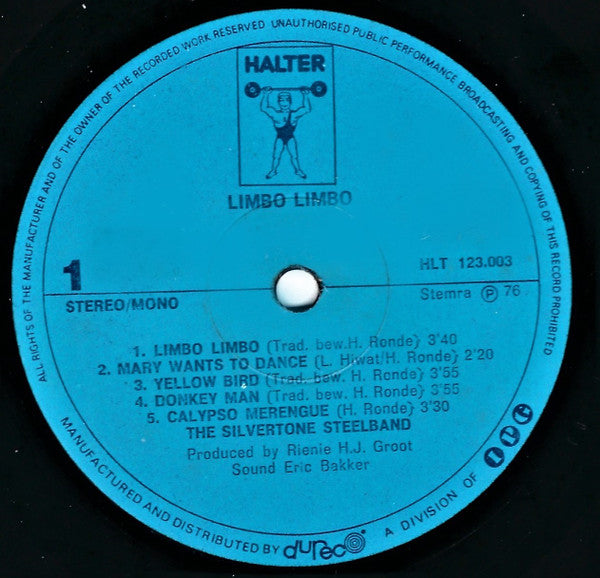 ALL RIGHTS OF THE MANUFACTURER AND OF THE OWNER OF THE RECORDED WORK RESERVED UNAUTHORISED PUBLIC PERFORMANCE BROADCASTING AND COPYING OF THIS RECORD PROHIBITED
HALTER
LIMBO LIMBO
1
HLT 123.003
STEREO/MONO
Stemra Ⓟ 76
1. LIMBO LIMBO (Trad. bew.H. Ronde} 3'40
2. MARY WANTS TO DANCE (L. Hiwat/H. Ronde} 2'20
3. YELLOW BIRD (Trad. bew. H. Ronde} 3'55
4. DONKEY MAN (Trad. bew. H. Ronde} 3'55
5. CALYPSO MERENGUE (H. Ronde} 3'30
THE SILVERTONE STEELBAND
Produced by Rienie H.J. Groot
Sound Eric Bakker
MANUFACTURED AND DISTRIBUTED BY dureco A DIVISION OF